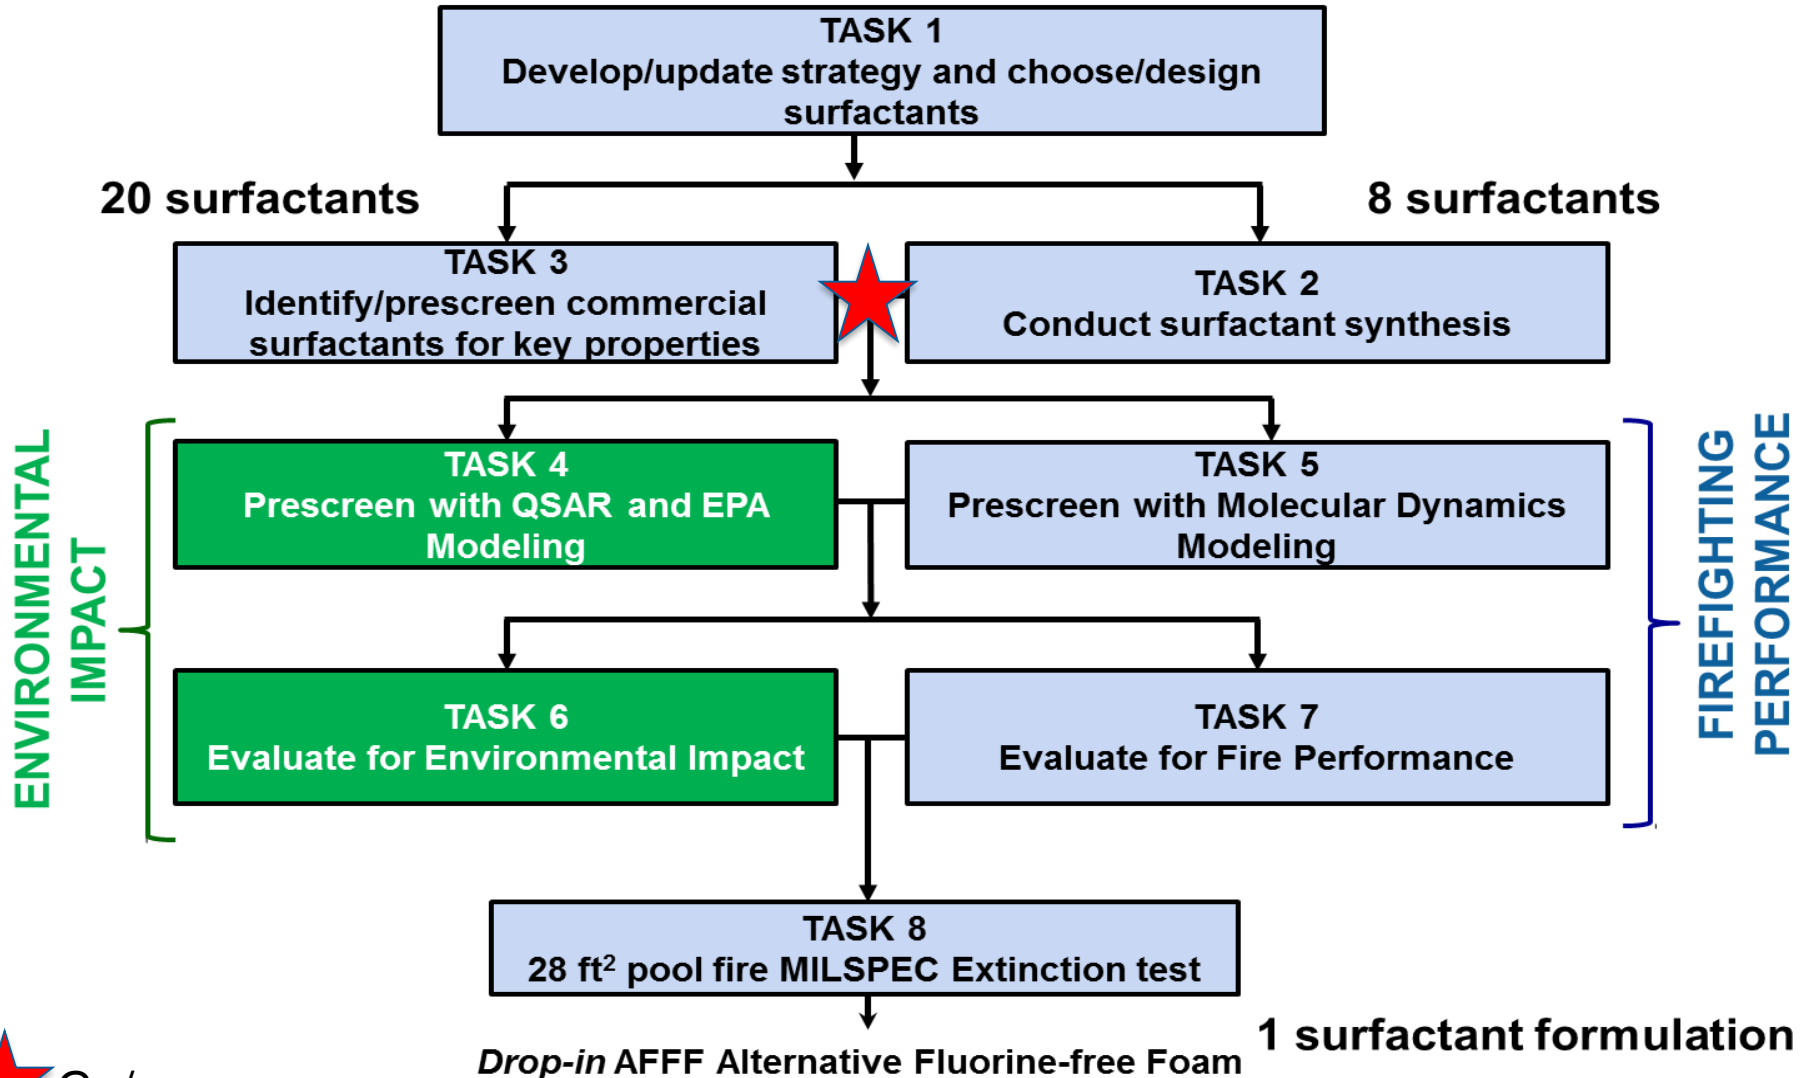 TASK 1
Develop/update strategy and choose/design
surfactants
20 surfactants
8 surfactants
TASK 3
Identify/prescreen commercial
surfactants for key properties
TASK 2
Conduct surfactant synthesis
ENVIRONMENTAL
IMPACT
TASK 4
Prescreen with QSAR and EPA
Modeling
TASK 5
Prescreen with Molecular Dynamics
Modeling
FIREFIGHTING
PERFORMANCE
TASK 6
Evaluate for Environmental Impact
TASK 7
Evaluate for Fire Performance
TASK 8
28 ft² pool fire MILSPEC Extinction test
1 surfactant formulation
Drop-in AFFF Alternative Fluorine-free Foam